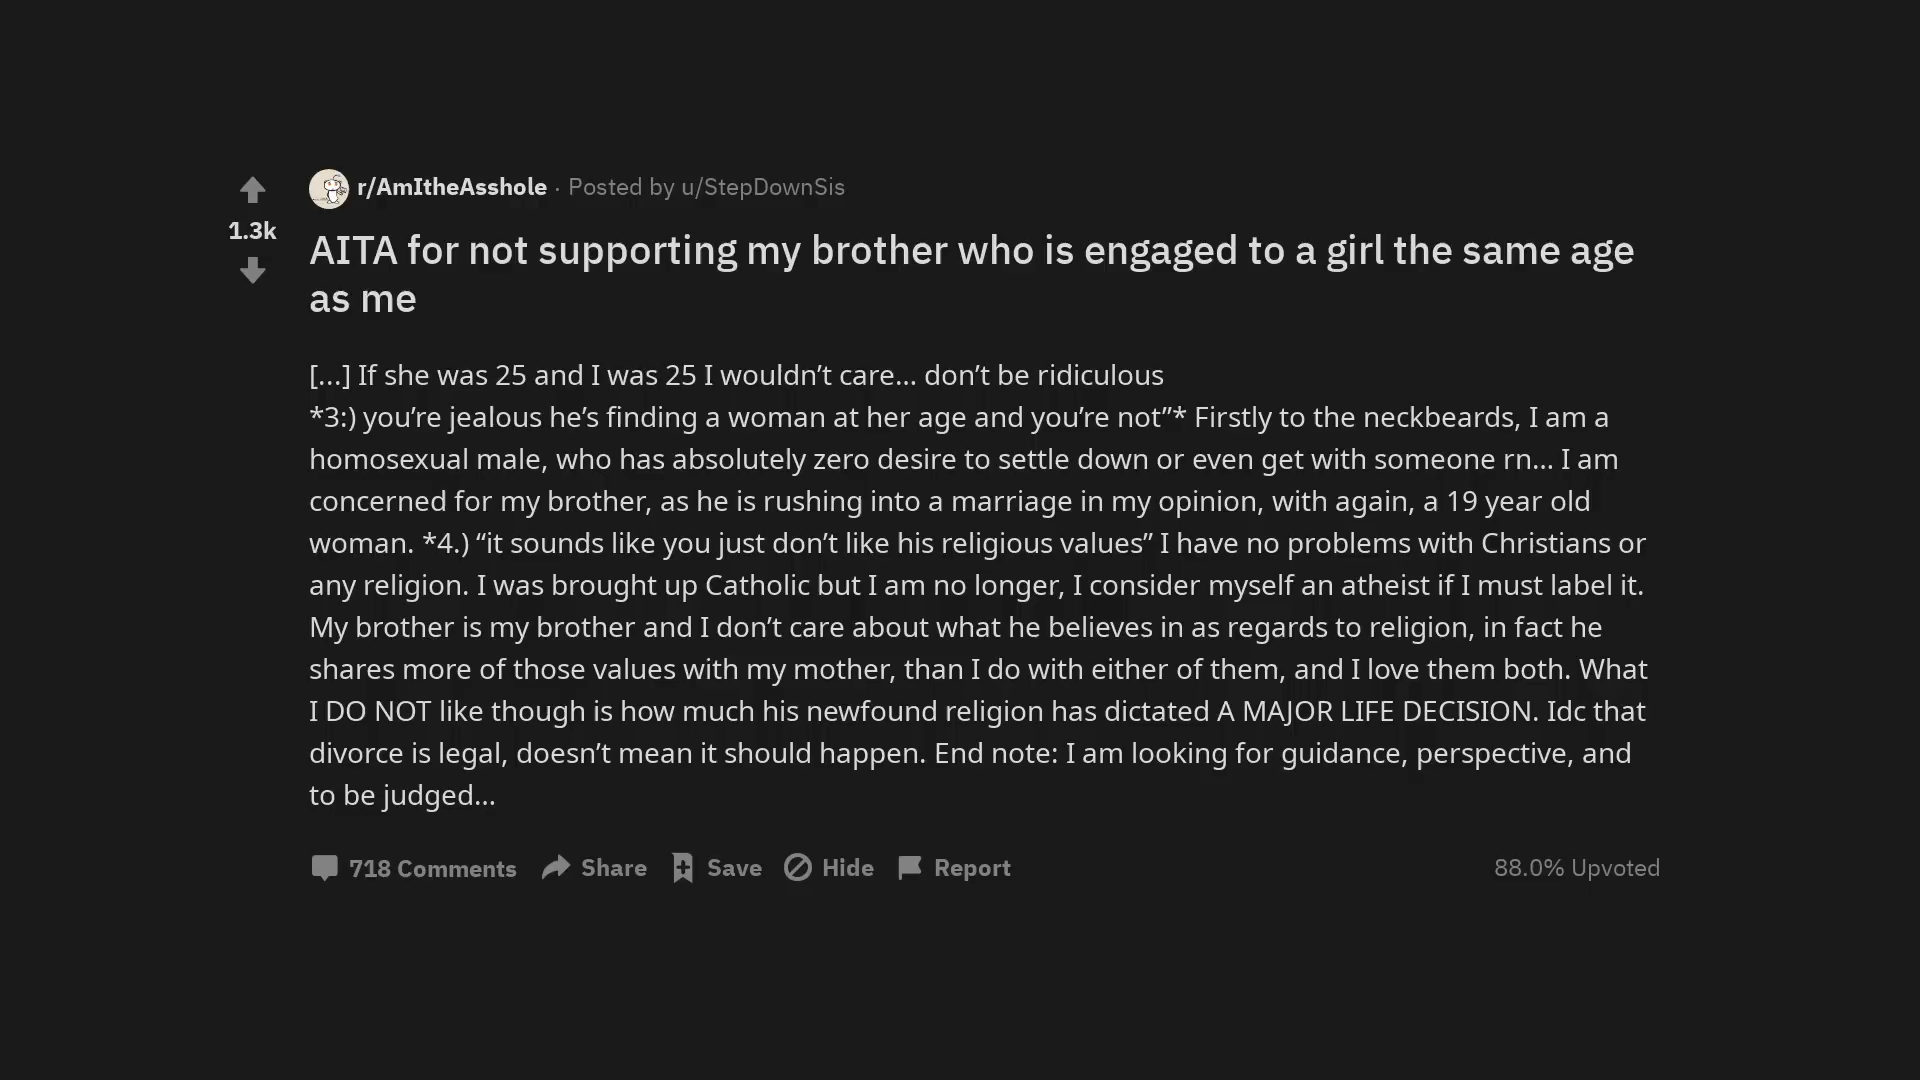 r/AmItheAsshole · Posted by u/StepDownSis
1.3k
AITA for not supporting my brother who is engaged to a girl the same age
as me
[...] If she was 25 and I was 25 I wouldn’t care... don’t be ridiculous
*3:) you’re jealous he’s finding a woman at her age and you’re not”* Firstly to the neckbeards, I am a
homosexual male, who has absolutely zero desire to settle down or even get with someone rn... I am
concerned for my brother, as he is rushing into a marriage in my opinion, with again, a 19 year old
woman. *4.) “it sounds like you just don’t like his religious values” I have no problems with Christians or
any religion. I was brought up Catholic but I am no longer, I consider myself an atheist if I must label it.
My brother is my brother and I don’t care about what he believes in as regards to religion, in fact he
shares more of those values with my mother, than I do with either of them, and I love them both. What
I DO NOT like though is how much his newfound religion has dictated A MAJOR LIFE DECISION. Idc that
divorce is legal, doesn’t mean it should happen. End note: I am looking for guidance, perspective, and
to be judged...
718 Comments Share Save Hide Report 88.0% Upvoted